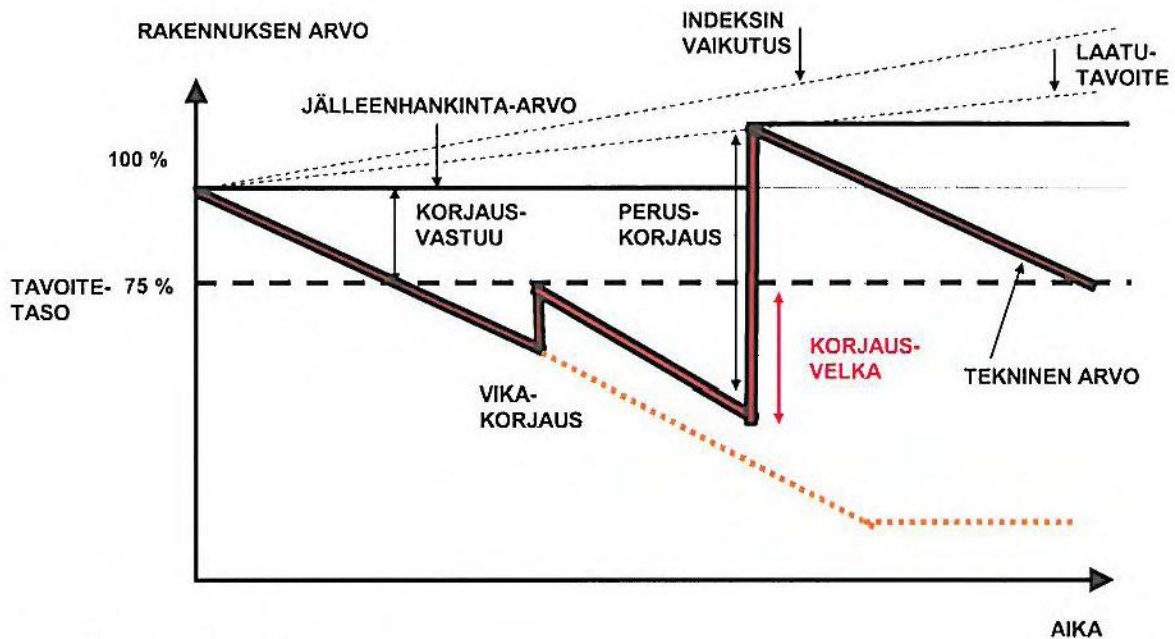 RAKENNUKSEN ARVO
INDEKSIN
VAIKUTUS
LAATU-
TAVOITE
JÄLLEENHANKINTA-ARVO
100 %
KORJAUS-
VASTUU
PERUS-
KORJAUS
TAVOITE-
TASO
75 %
KORJAUS-
VELKA
TEKNINEN ARVO
VIKA-
KORJAUS
AIKA